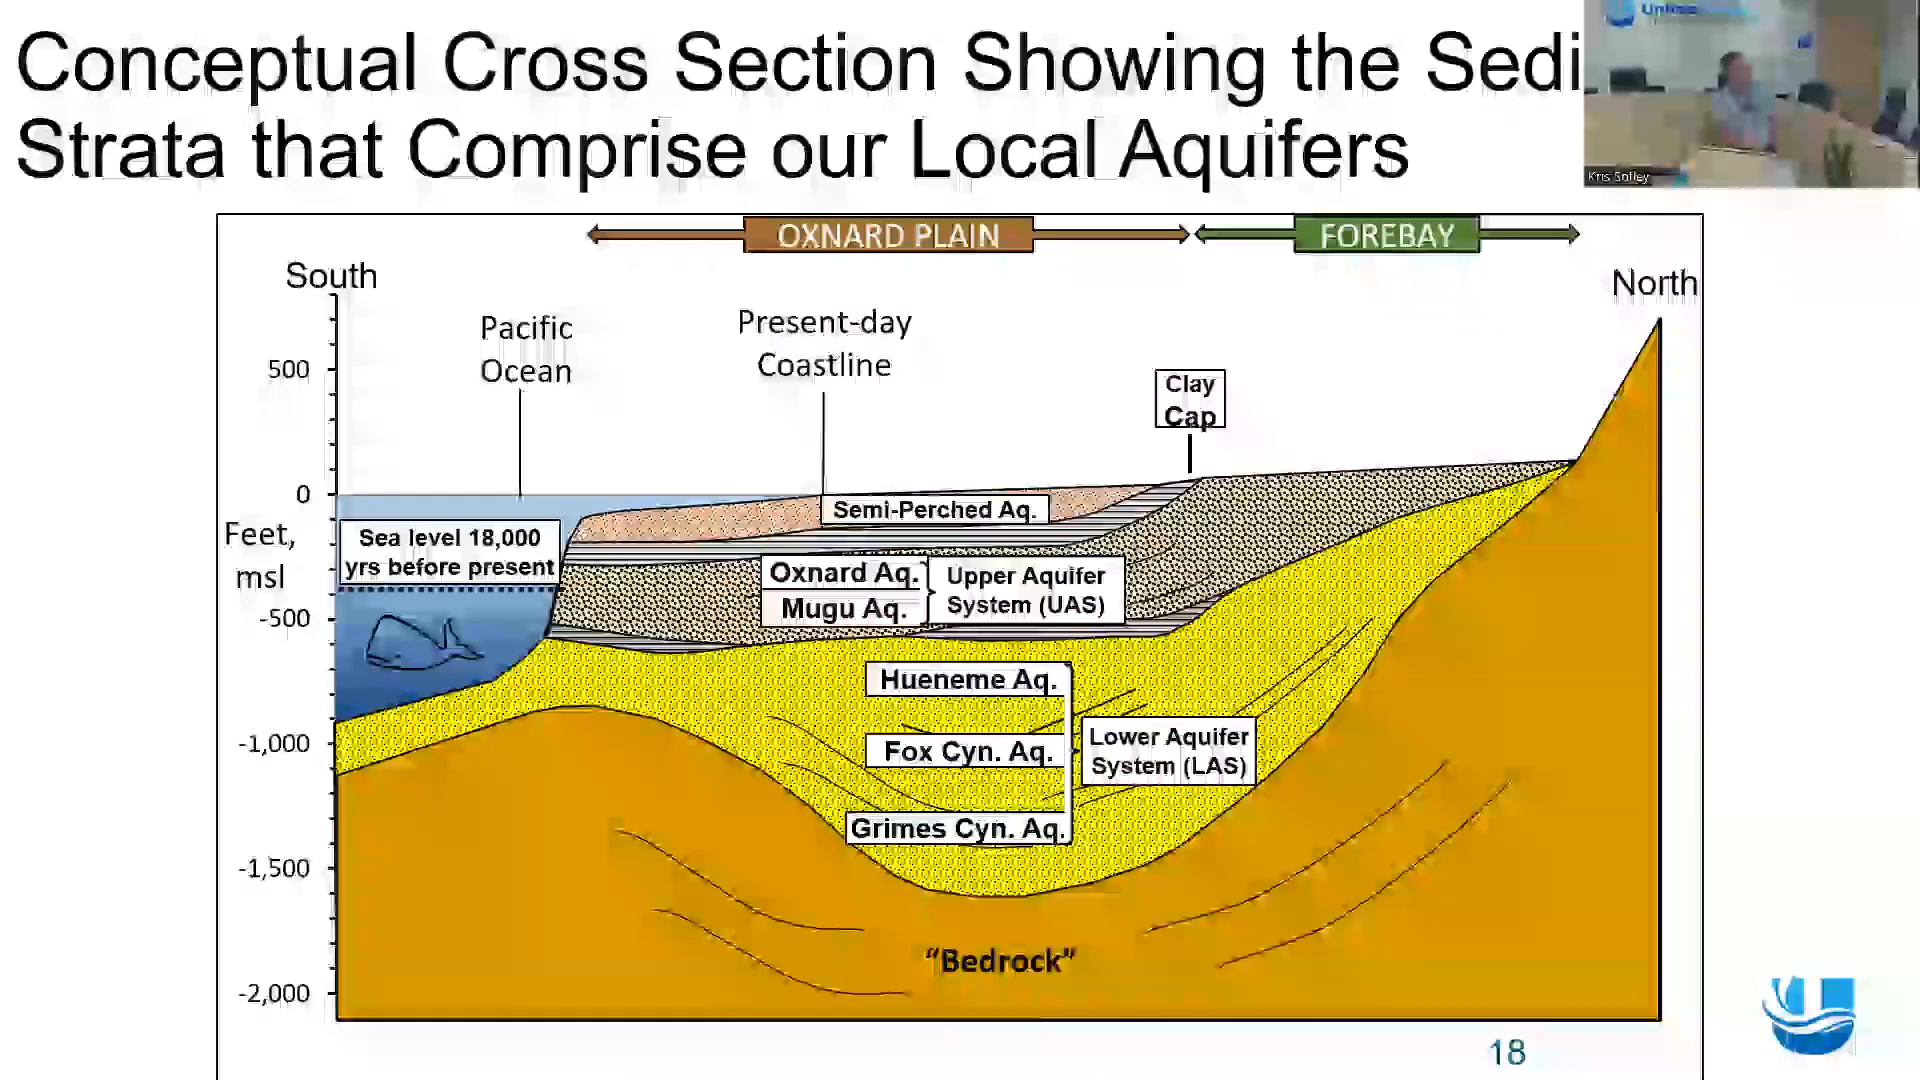 Conceptual Cross Section Showing the Sedi
Strata that Comprise our Local Aquifers
Kris Sofley
OXNARD PLAIN
FOREBAY
South
North
Pacific
Ocean
Present-day
Coastline
Clay
Cap
500
0
Feet,
msl
-500
-1,000
-1,500
-2,000
Sea level 18,000
yrs before present
Semi-Perched Aq.
Oxnard Aq.
Mugu Aq.
Upper Aquifer
System (UAS)
Hueneme Aq.
Fox Cyn. Aq.
Grimes Cyn. Aq.
Lower Aquifer
System (LAS)
“Bedrock”
18